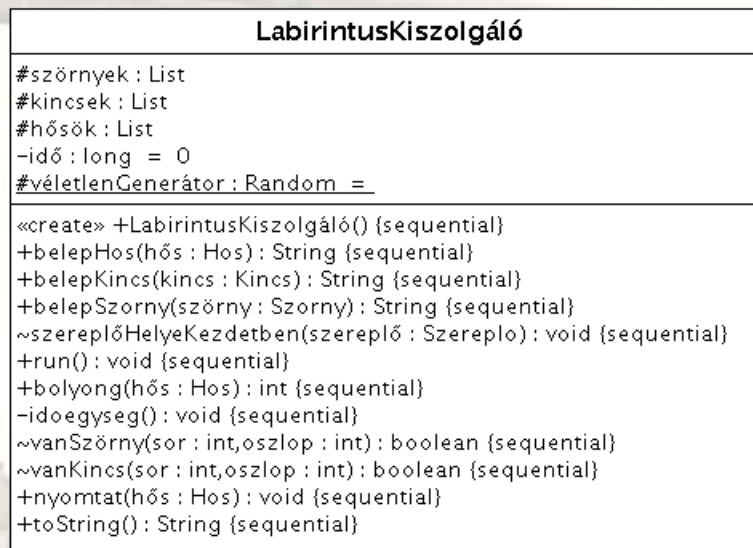 LabirintusKiszolgáló
#szörnyek : List
#kincsek : List
#hősök : List
-idő : long = 0
#véletlenGenerátor : Random =
«create» +LabirintusKiszolgáló() {sequential}
+belepHos(hős : Hos) : String {sequential}
+belepKincs(kincs : Kincs) : String {sequential}
+belepSzorny(szörny : Szorny) : String {sequential}
~szereplőHelyeKezdetben(szereplő : Szereplo) : void {sequential}
+run() : void {sequential}
+bolyong(hős : Hos) : int {sequential}
-idoegyseg() : void {sequential}
~vanSzörny(sor : int,oszlop : int) : boolean {sequential}
~vanKincs(sor : int,oszlop : int) : boolean {sequential}
+nyomtat(hős : Hos) : void {sequential}
+toString() : String {sequential}